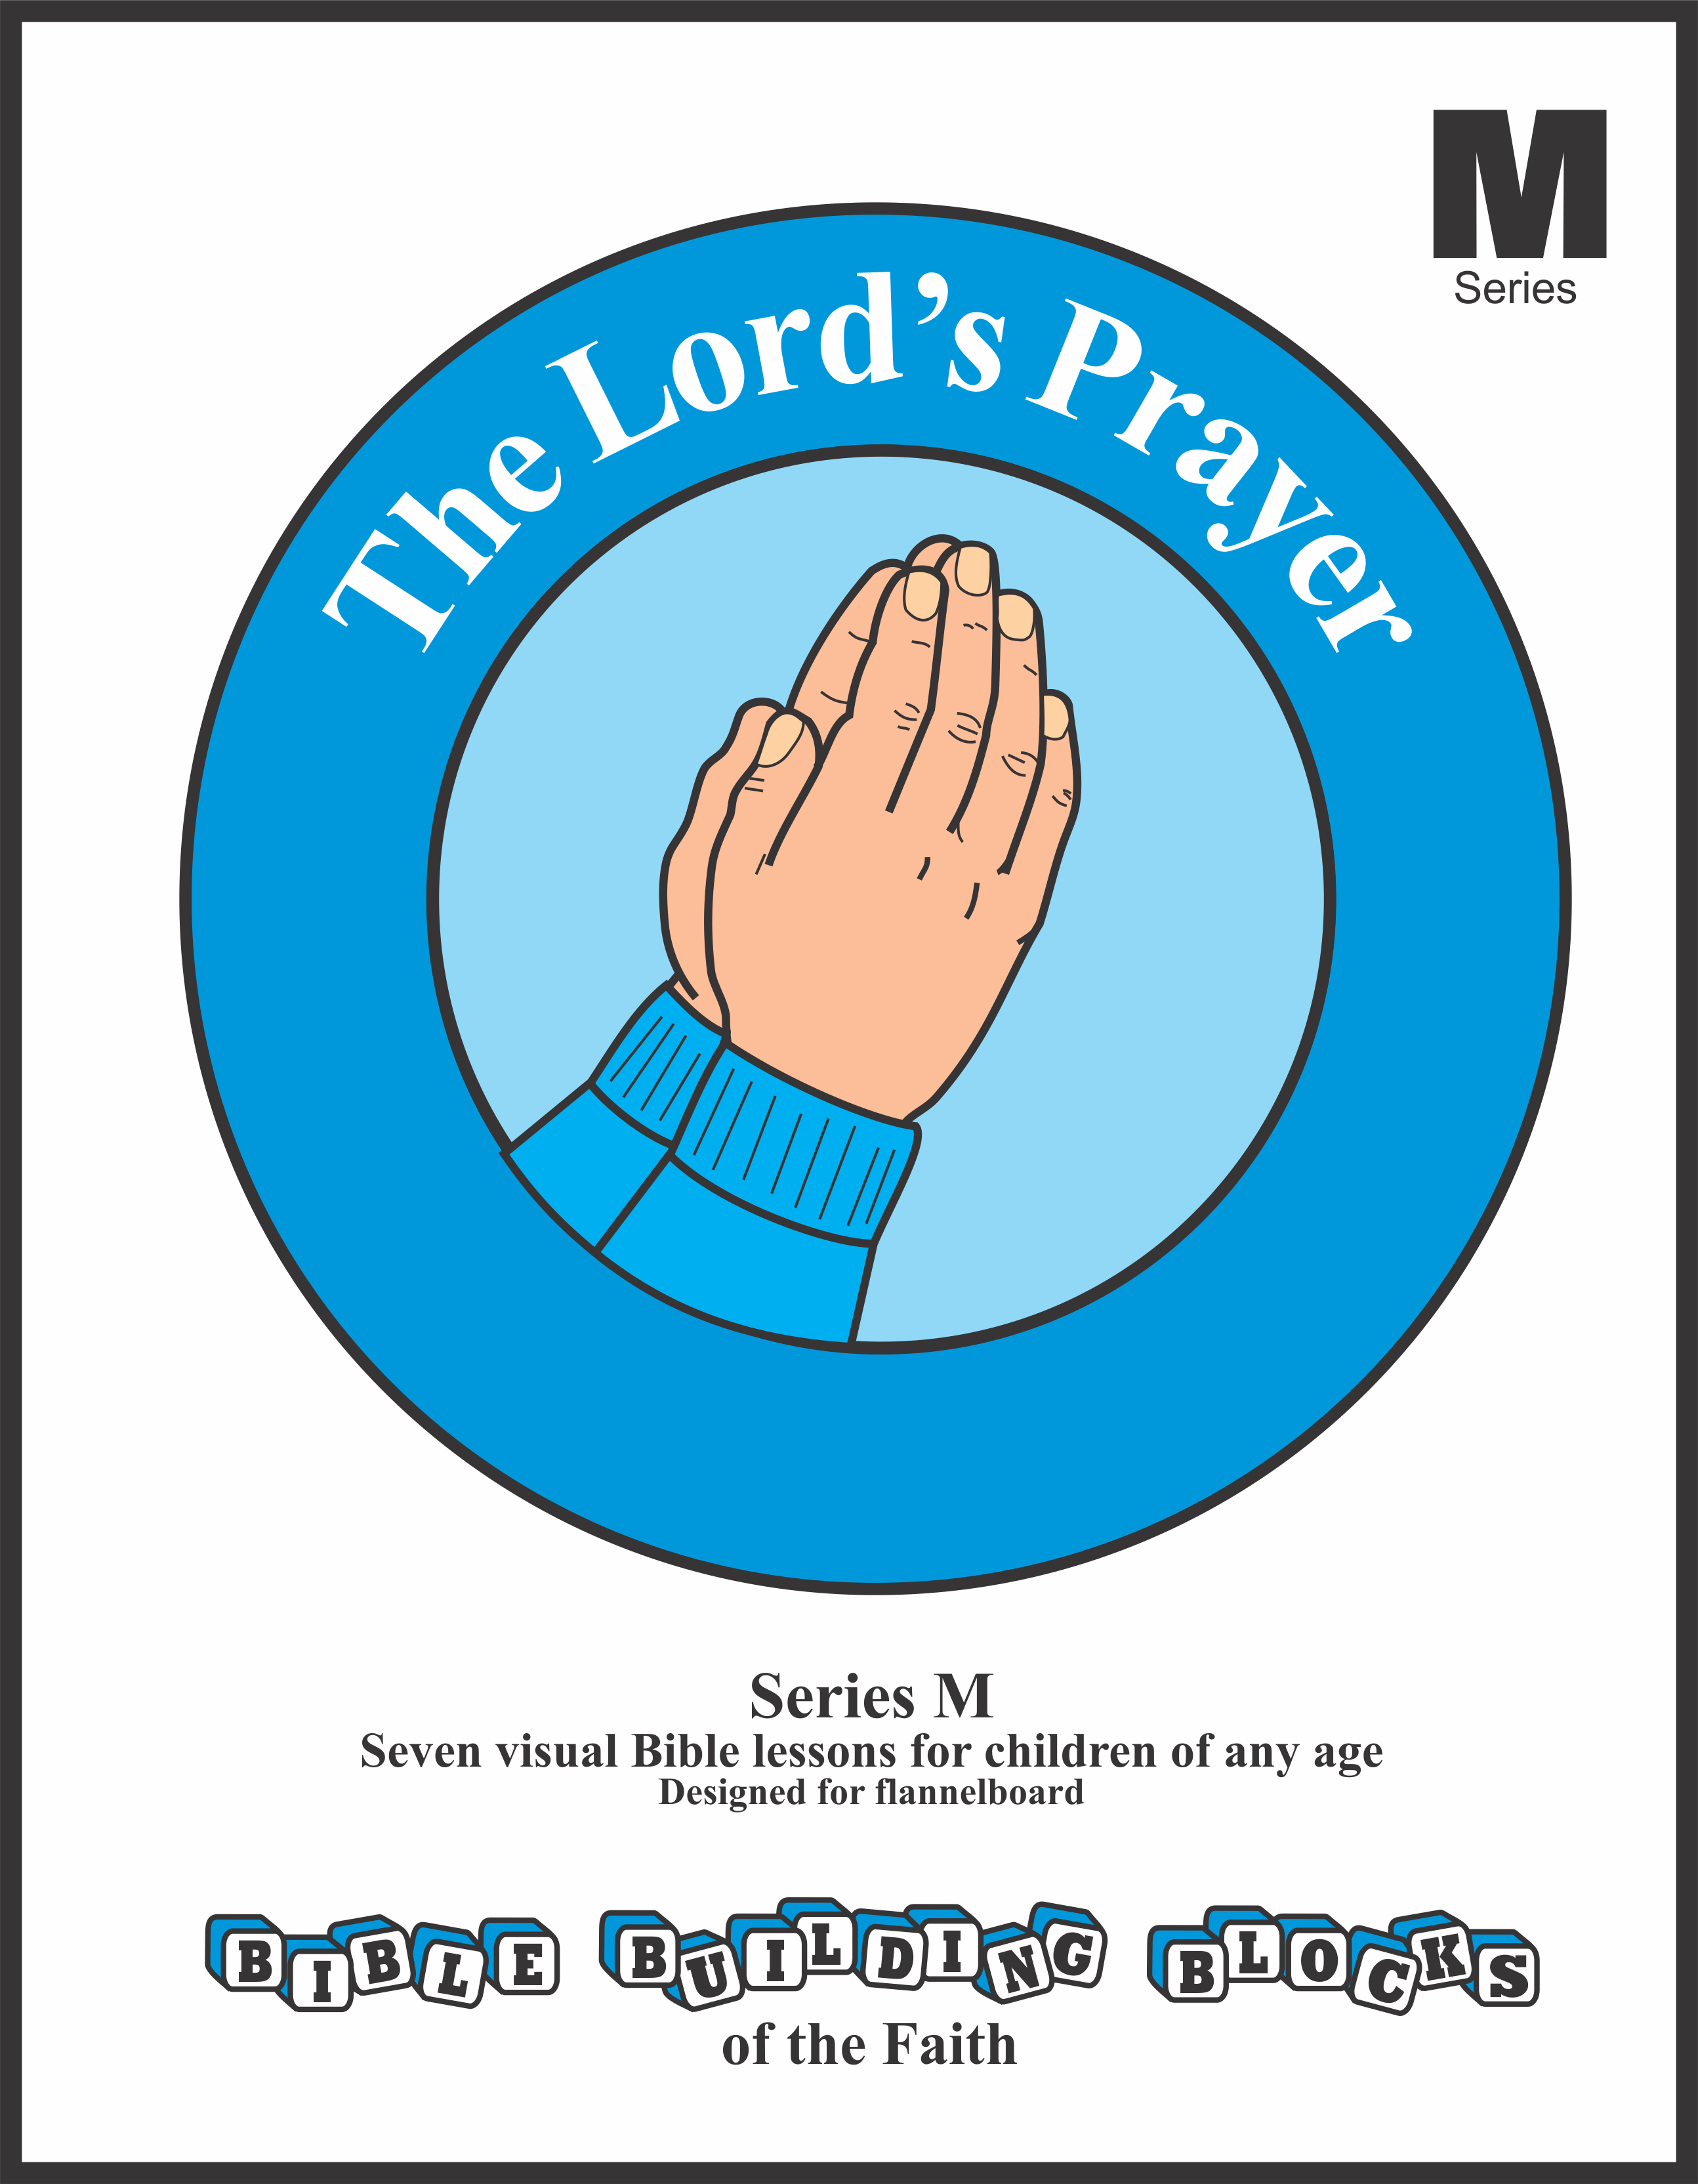 M
Series
The Lord’s Prayer
Series M
Seven visual Bible lessons for children of any age
Designed for flannelboard
BIBLE BUILDING BLOCKS
of the Faith